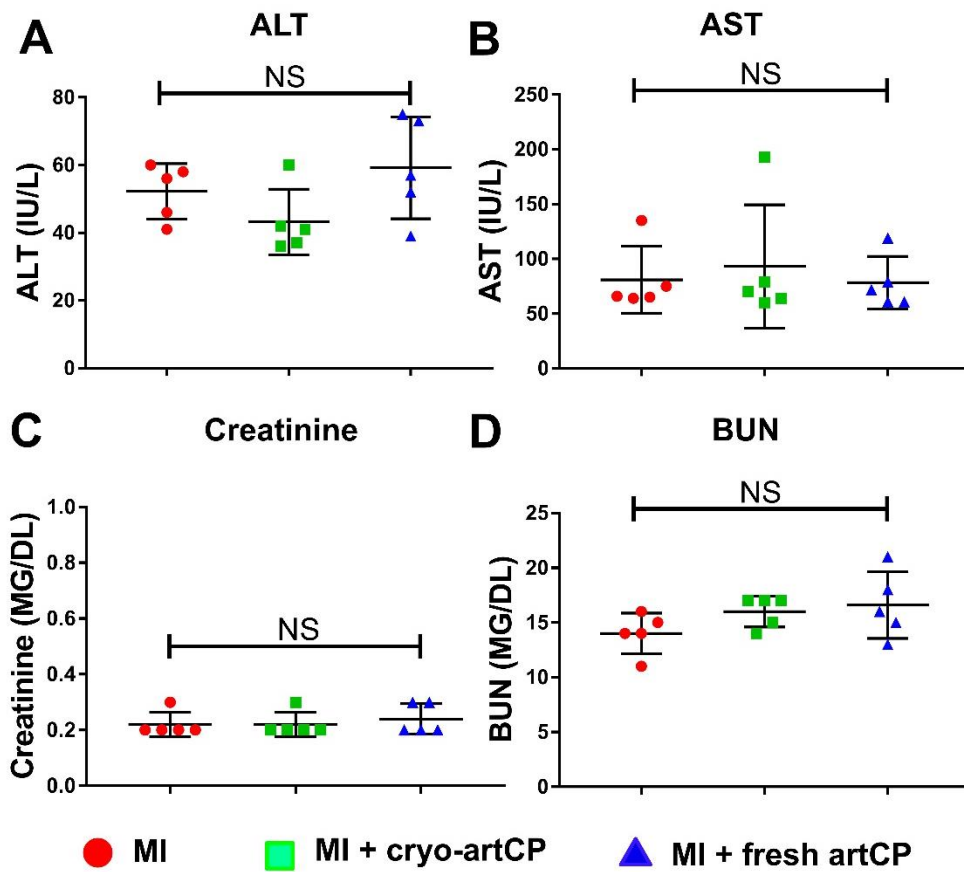 A ALT
NS
ALT (IU/L)
80
60
40
20
0
B AST
NS
AST (IU/L)
250
200
150
100
50
0
C Creatinine
NS
Creatinine (MG/DL)
1.0
0.8
0.6
0.4
0.2
0.0
D BUN
NS
BUN (MG/DL)
25
20
15
10
5
0
MI MI + cryo-artCP MI + fresh artCP